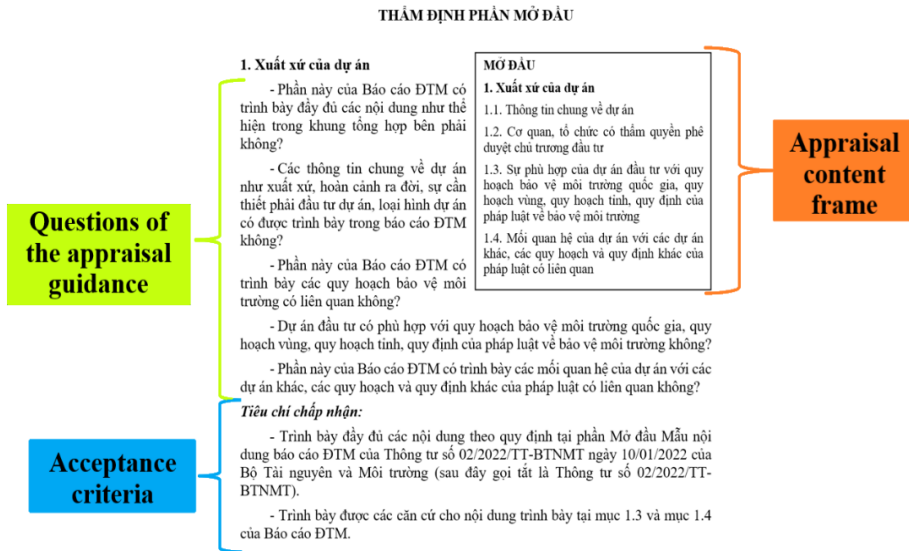 THẨM ĐỊNH PHẦN MỞ ĐẦU
1. Xuất xứ của dự án
- Phần này của Báo cáo ĐTM có
trình bày đầy đủ các nội dung như thể
hiện trong khung tổng hợp bên phải
không?
- Các thông tin chung về dự án
như xuất xứ, hoàn cảnh ra đời, sự cần
thiết phải đầu tư dự án, loại hình dự án
có được trình bày trong báo cáo ĐTM
không?
- Phần này của Báo cáo ĐTM có
trình bày các quy hoạch bảo vệ môi
trường có liên quan không?
MỞ ĐẦU
1. Xuất xứ của dự án
1.1. Thông tin chung về dự án
1.2. Cơ quan, tổ chức có thẩm quyền phê
duyệt chủ trương đầu tư
1.3. Sự phù hợp của dự án đầu tư với quy
hoạch bảo vệ môi trường quốc gia, quy
hoạch vùng, quy hoạch tỉnh, quy định của
pháp luật về bảo vệ môi trường
1.4. Mối quan hệ của dự án với các dự án
khác, các quy hoạch và quy định khác của
pháp luật có liên quan
- Dự án đầu tư có phù hợp với quy hoạch bảo vệ môi trường quốc gia, quy
hoạch vùng, quy hoạch tỉnh, quy định của pháp luật về bảo vệ môi trường không?
- Phần này của Báo cáo ĐTM có trình bày các mối quan hệ của dự án với các
dự án khác, các quy hoạch và quy định khác của pháp luật có liên quan không?
Tiêu chí chấp nhận:
- Trình bày đầy đủ các nội dung theo quy định tại phần Mở đầu Mẫu nội
dung báo cáo ĐTM của Thông tư số 02/2022/TT-BTNMT ngày 10/01/2022 của
Bộ Tài nguyên và Môi trường (sau đây gọi tắt là Thông tư số 02/2022/TT-
BTNMT).
- Trình bày được các căn cứ cho nội dung trình bày tại mục 1.3 và mục 1.4
của Báo cáo ĐTM.
Questions of
the appraisal
guidance
Acceptance
criteria
Appraisal
content
frame